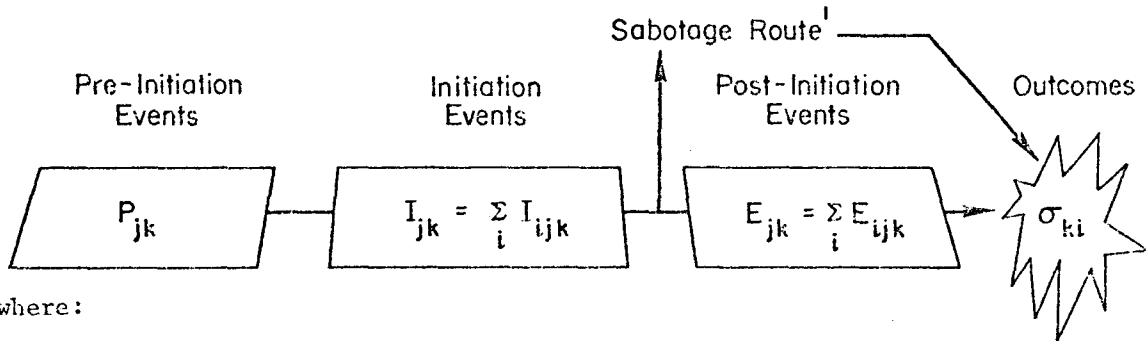 Sabotage Route¹
Pre-Initiation
Events
Initiation
Events
Post-Initiation
Events
Outcomes
P_jk
I_jk = Σ_i I_ijk
E_jk = Σ_i E_ijk
σ_ki
where: